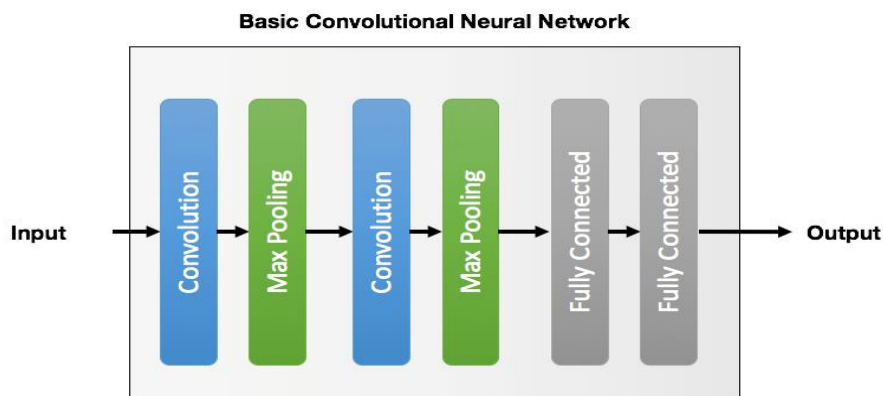 Basic Convolutional Neural Network
Input
Convolution
Max Pooling
Convolution
Max Pooling
Fully Connected
Fully Connected
Output